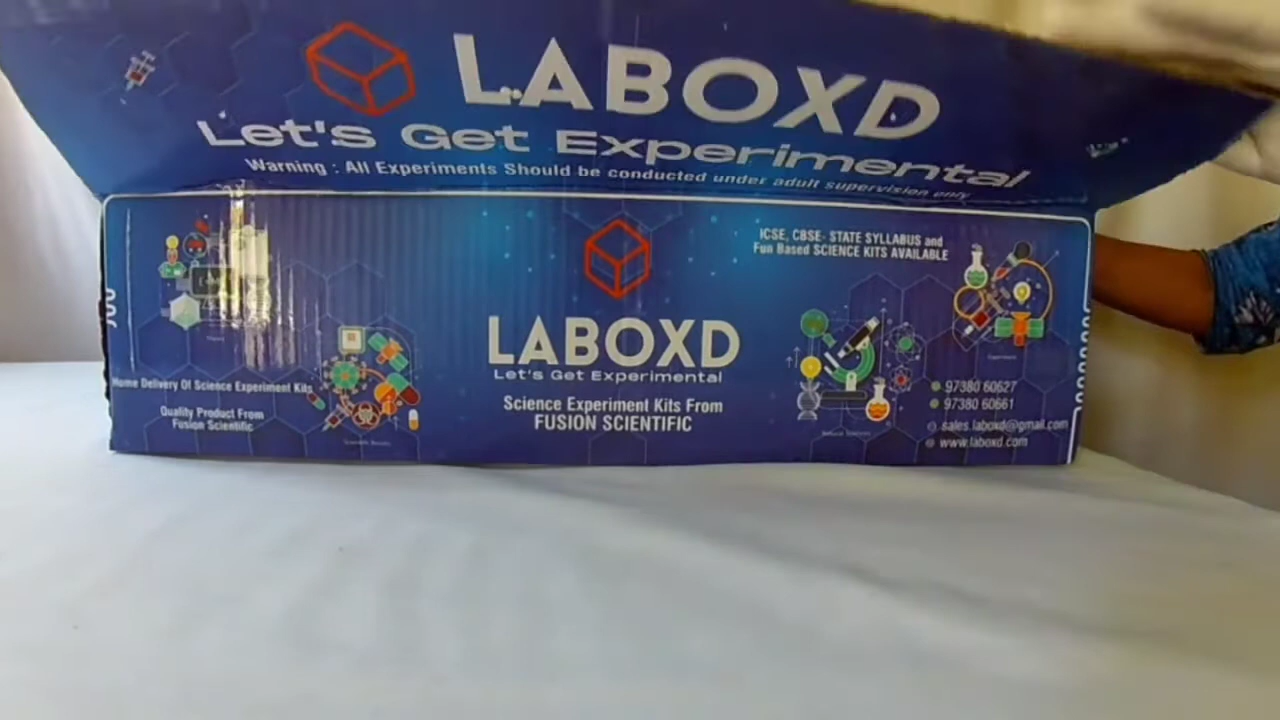 LABOXD
Let's Get Experimental
Warning : All Experiments Should be conducted under adult supervision only
ICSE, CBSE- STATE SYLLABUS and
Fun Based SCIENCE KITS AVAILABLE
LABOXD
Let's Get Experimental
Science Experiment Kits From
FUSION SCIENTIFIC
Home Delivery Of Science Experiment Kits
Quality Product From
Fusion Scientific
97380 60627
97380 60661
sales.laboxd@gmail.com
www.laboxd.com